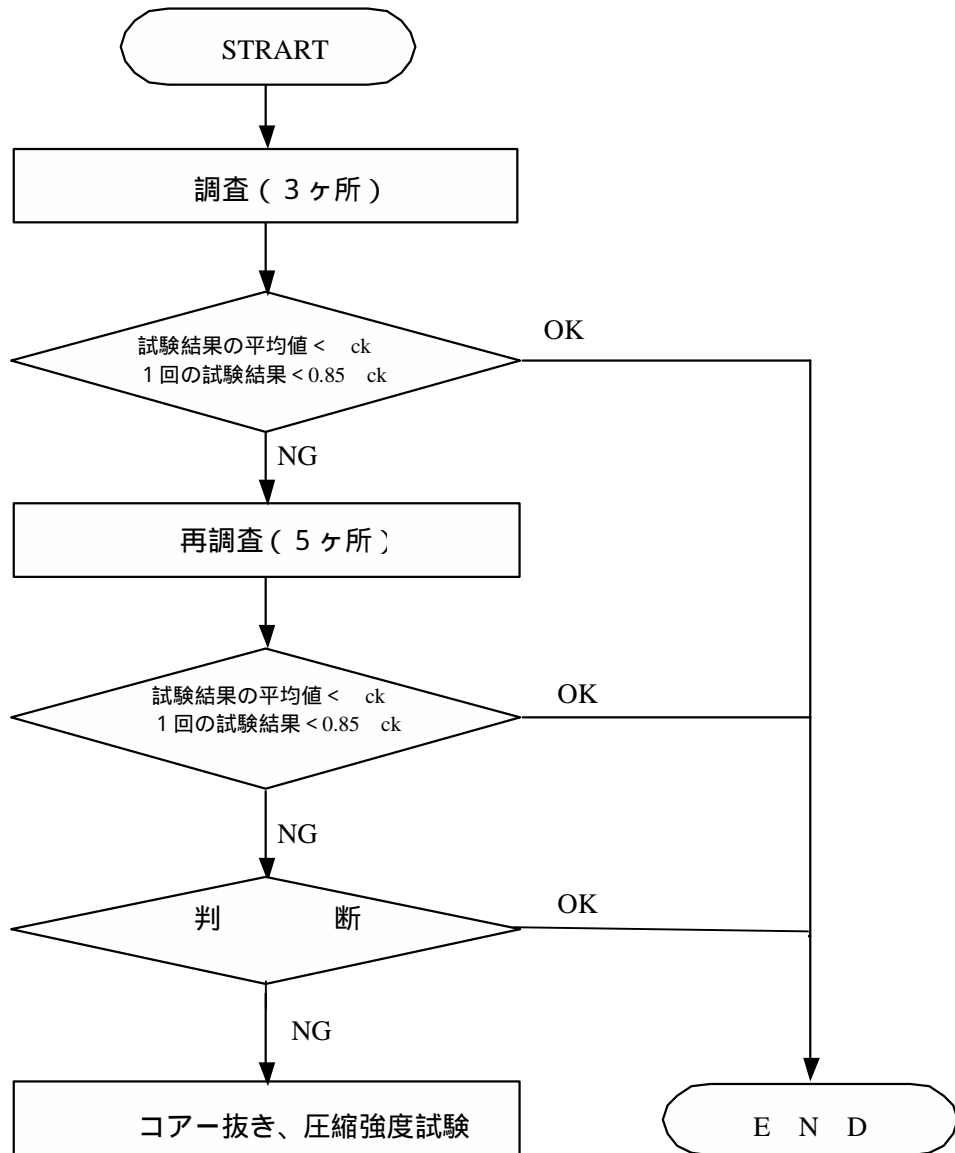 STRART
調査（３ヶ所）
試験結果の平均値＜　ck
１回の試験結果＜0.85　ck
OK
NG
再調査（５ヶ所）
試験結果の平均値＜　ck
１回の試験結果＜0.85　ck
OK
NG
判　　　断
OK
NG
コアー抜き、圧縮強度試験
E　N　D